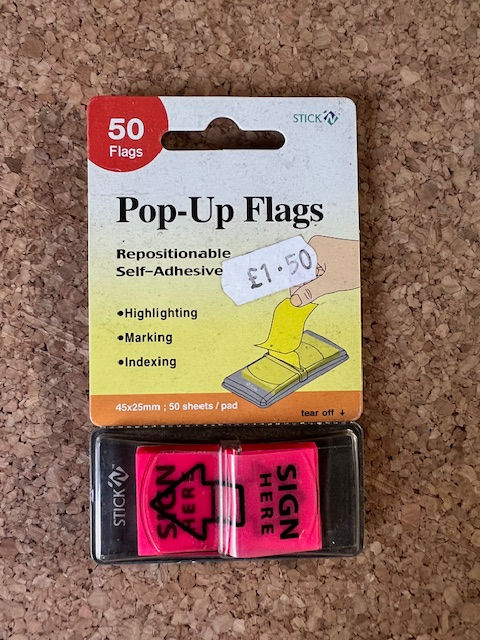 50
Flags
STICK N
Pop-Up Flags
Repositionable
Self-Adhesive
£1.50
•Highlighting
•Marking
•Indexing
45x25mm ; 50 sheets / pad
tear off ↓
STICK N
SIGN
HERE
SIGN
HERE